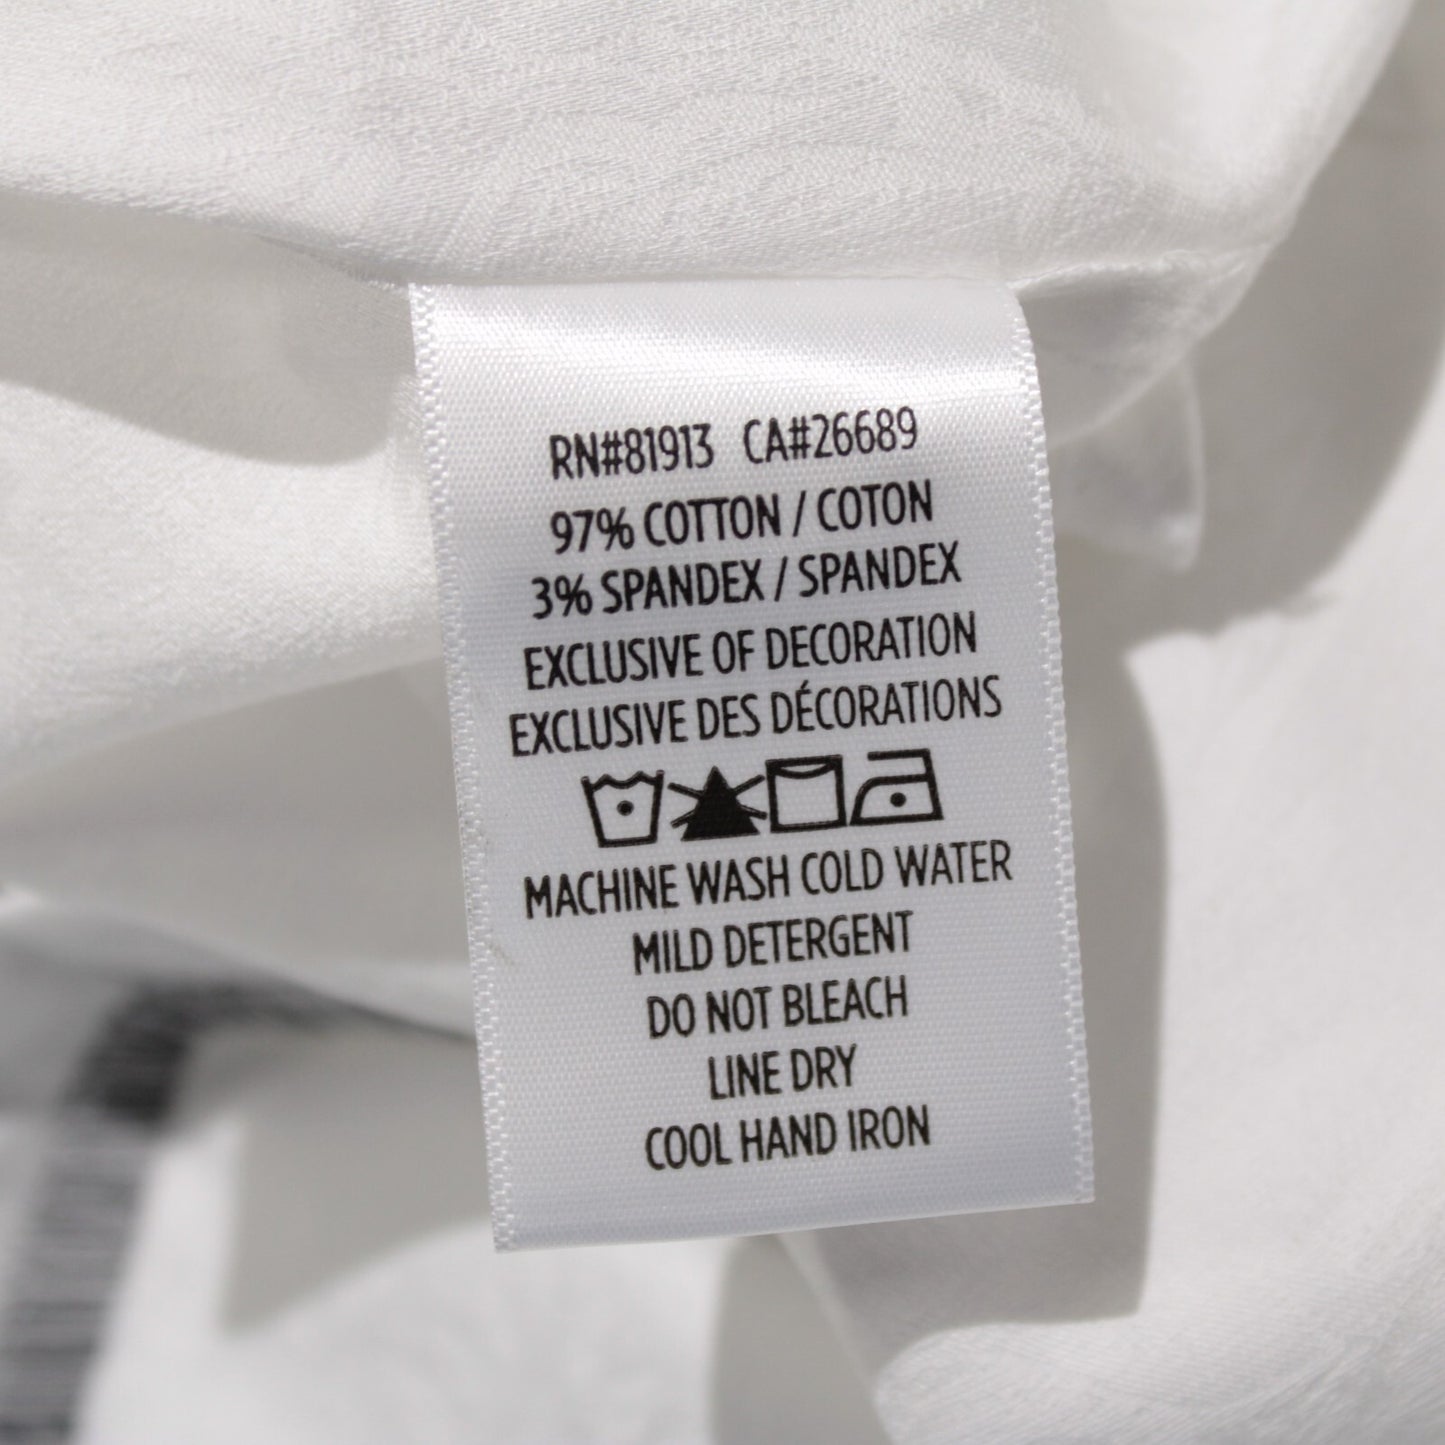 RN#81913 CA#26689
97% COTTON / COTON
3% SPANDEX / SPANDEX
EXCLUSIVE OF DECORATION
EXCLUSIVE DES DÉCORATIONS
MACHINE WASH COLD WATER
MILD DETERGENT
DO NOT BLEACH
LINE DRY
COOL HAND IRON